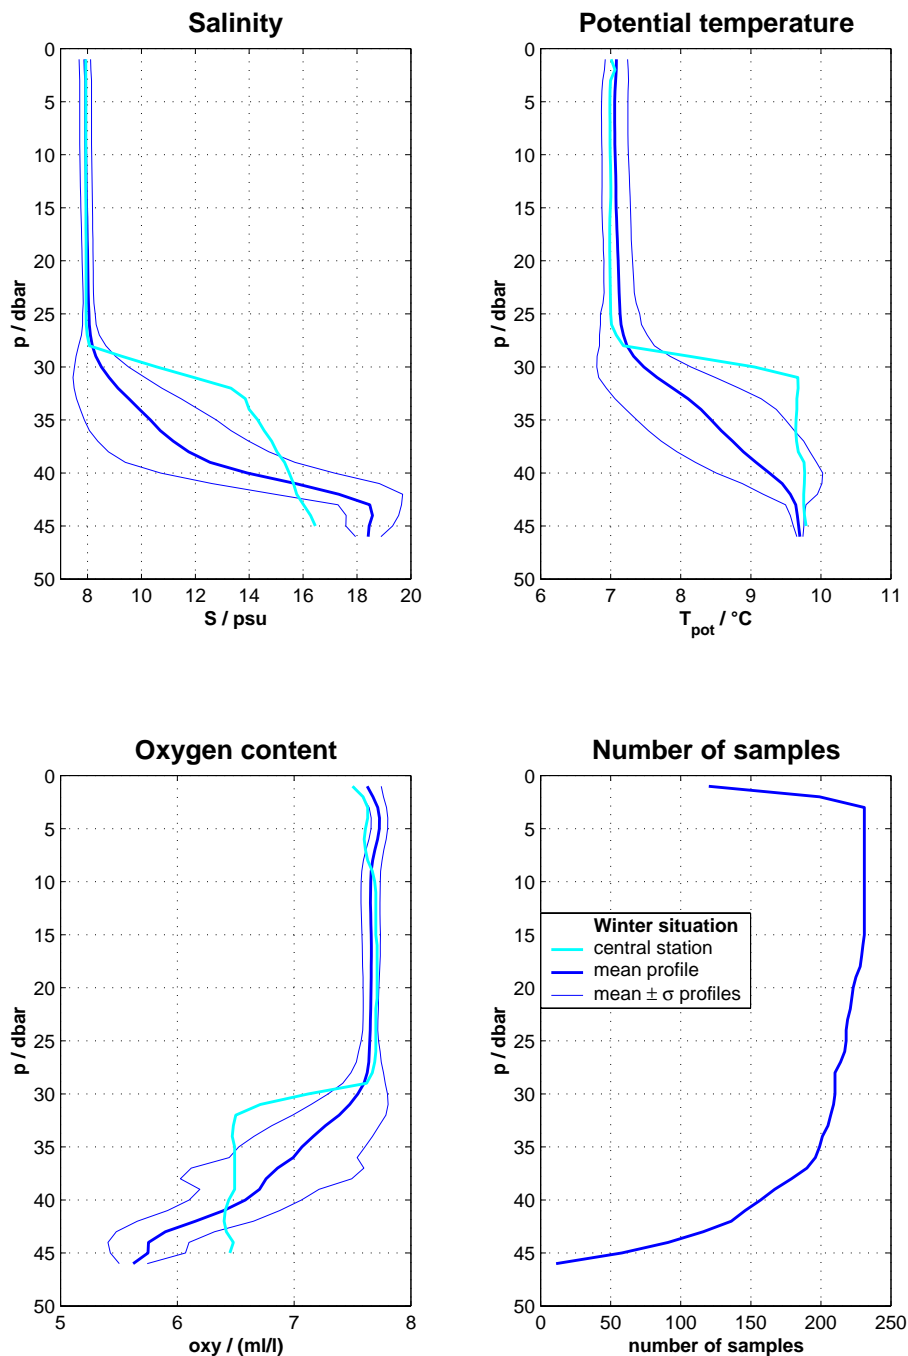 Salinity
0
5
10
15
20
25
30
35
40
45
50
p / dbar
8 10 12 14 16 18 20
S / psu
Potential temperature
0
5
10
15
20
25
30
35
40
45
50
p / dbar
6 7 8 9 10 11
T_pot / °C
Oxygen content
0
5
10
15
20
25
30
35
40
45
50
p / dbar
5 6 7 8
oxy / (ml/l)
Number of samples
0
5
10
15
20
25
30
35
40
45
50
p / dbar
Winter situation
central station
mean profile
mean ± σ profiles
0 50 100 150 200 250
number of samples